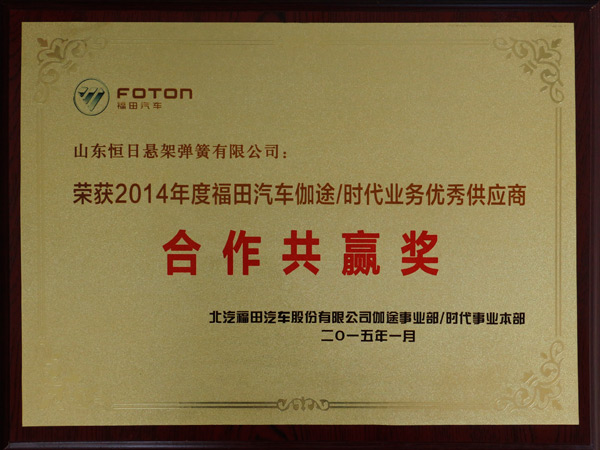 FOTON
福田汽车
山东恒日悬架弹簧有限公司：
荣获2014年度福田汽车伽途/时代业务优秀供应商
合作共赢奖
北汽福田汽车股份有限公司伽途事业部/时代事业本部
二〇一五年一月